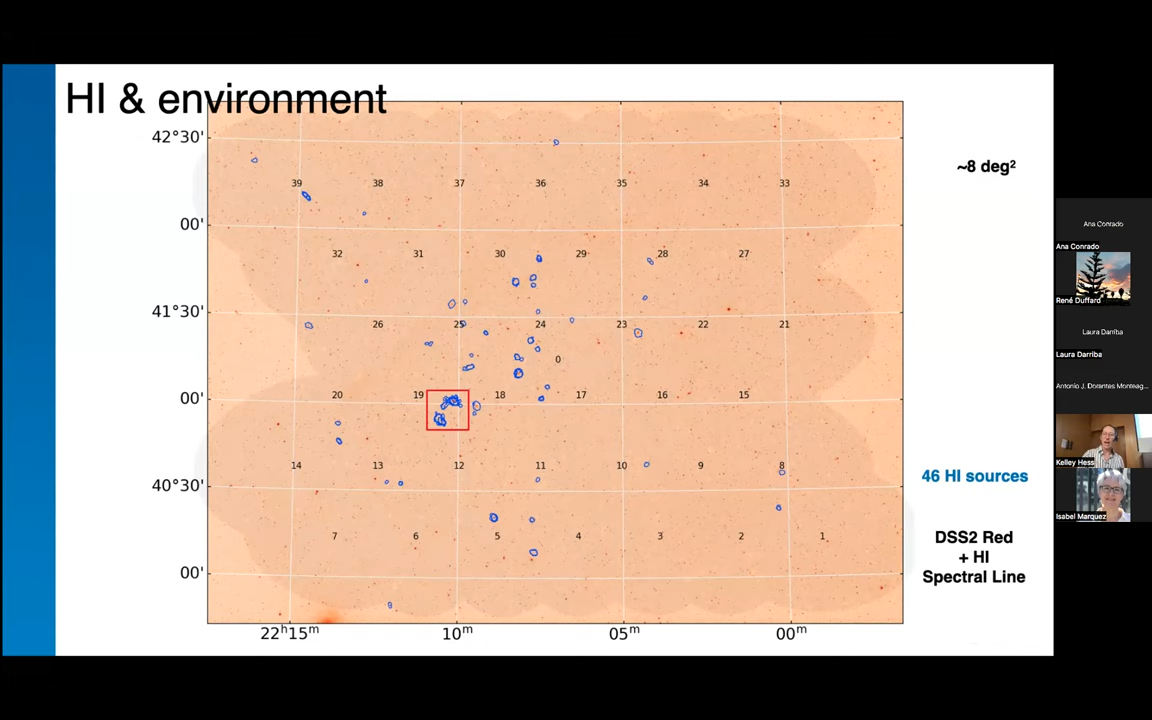 HI & environment
42°30'
00'
41°30'
00'
40°30'
00'
39 38 37 36 35 34 33
32 31 30 29 28 27
26 25 24 23 22 21
0
20 19 18 17 16 15
14 13 12 11 10 9 8
7 6 5 4 3 2 1
22ʰ15ᵐ 10ᵐ 05ᵐ 00ᵐ
~8 deg²
46 HI sources
DSS2 Red
+ HI
Spectral Line
Ana Conrado
Ana Conrado
René Duffard
Laura Darriba
Laura Darriba
Antonio J. Dorantes Monteag...
Kelley Hess
Isabel Marquez